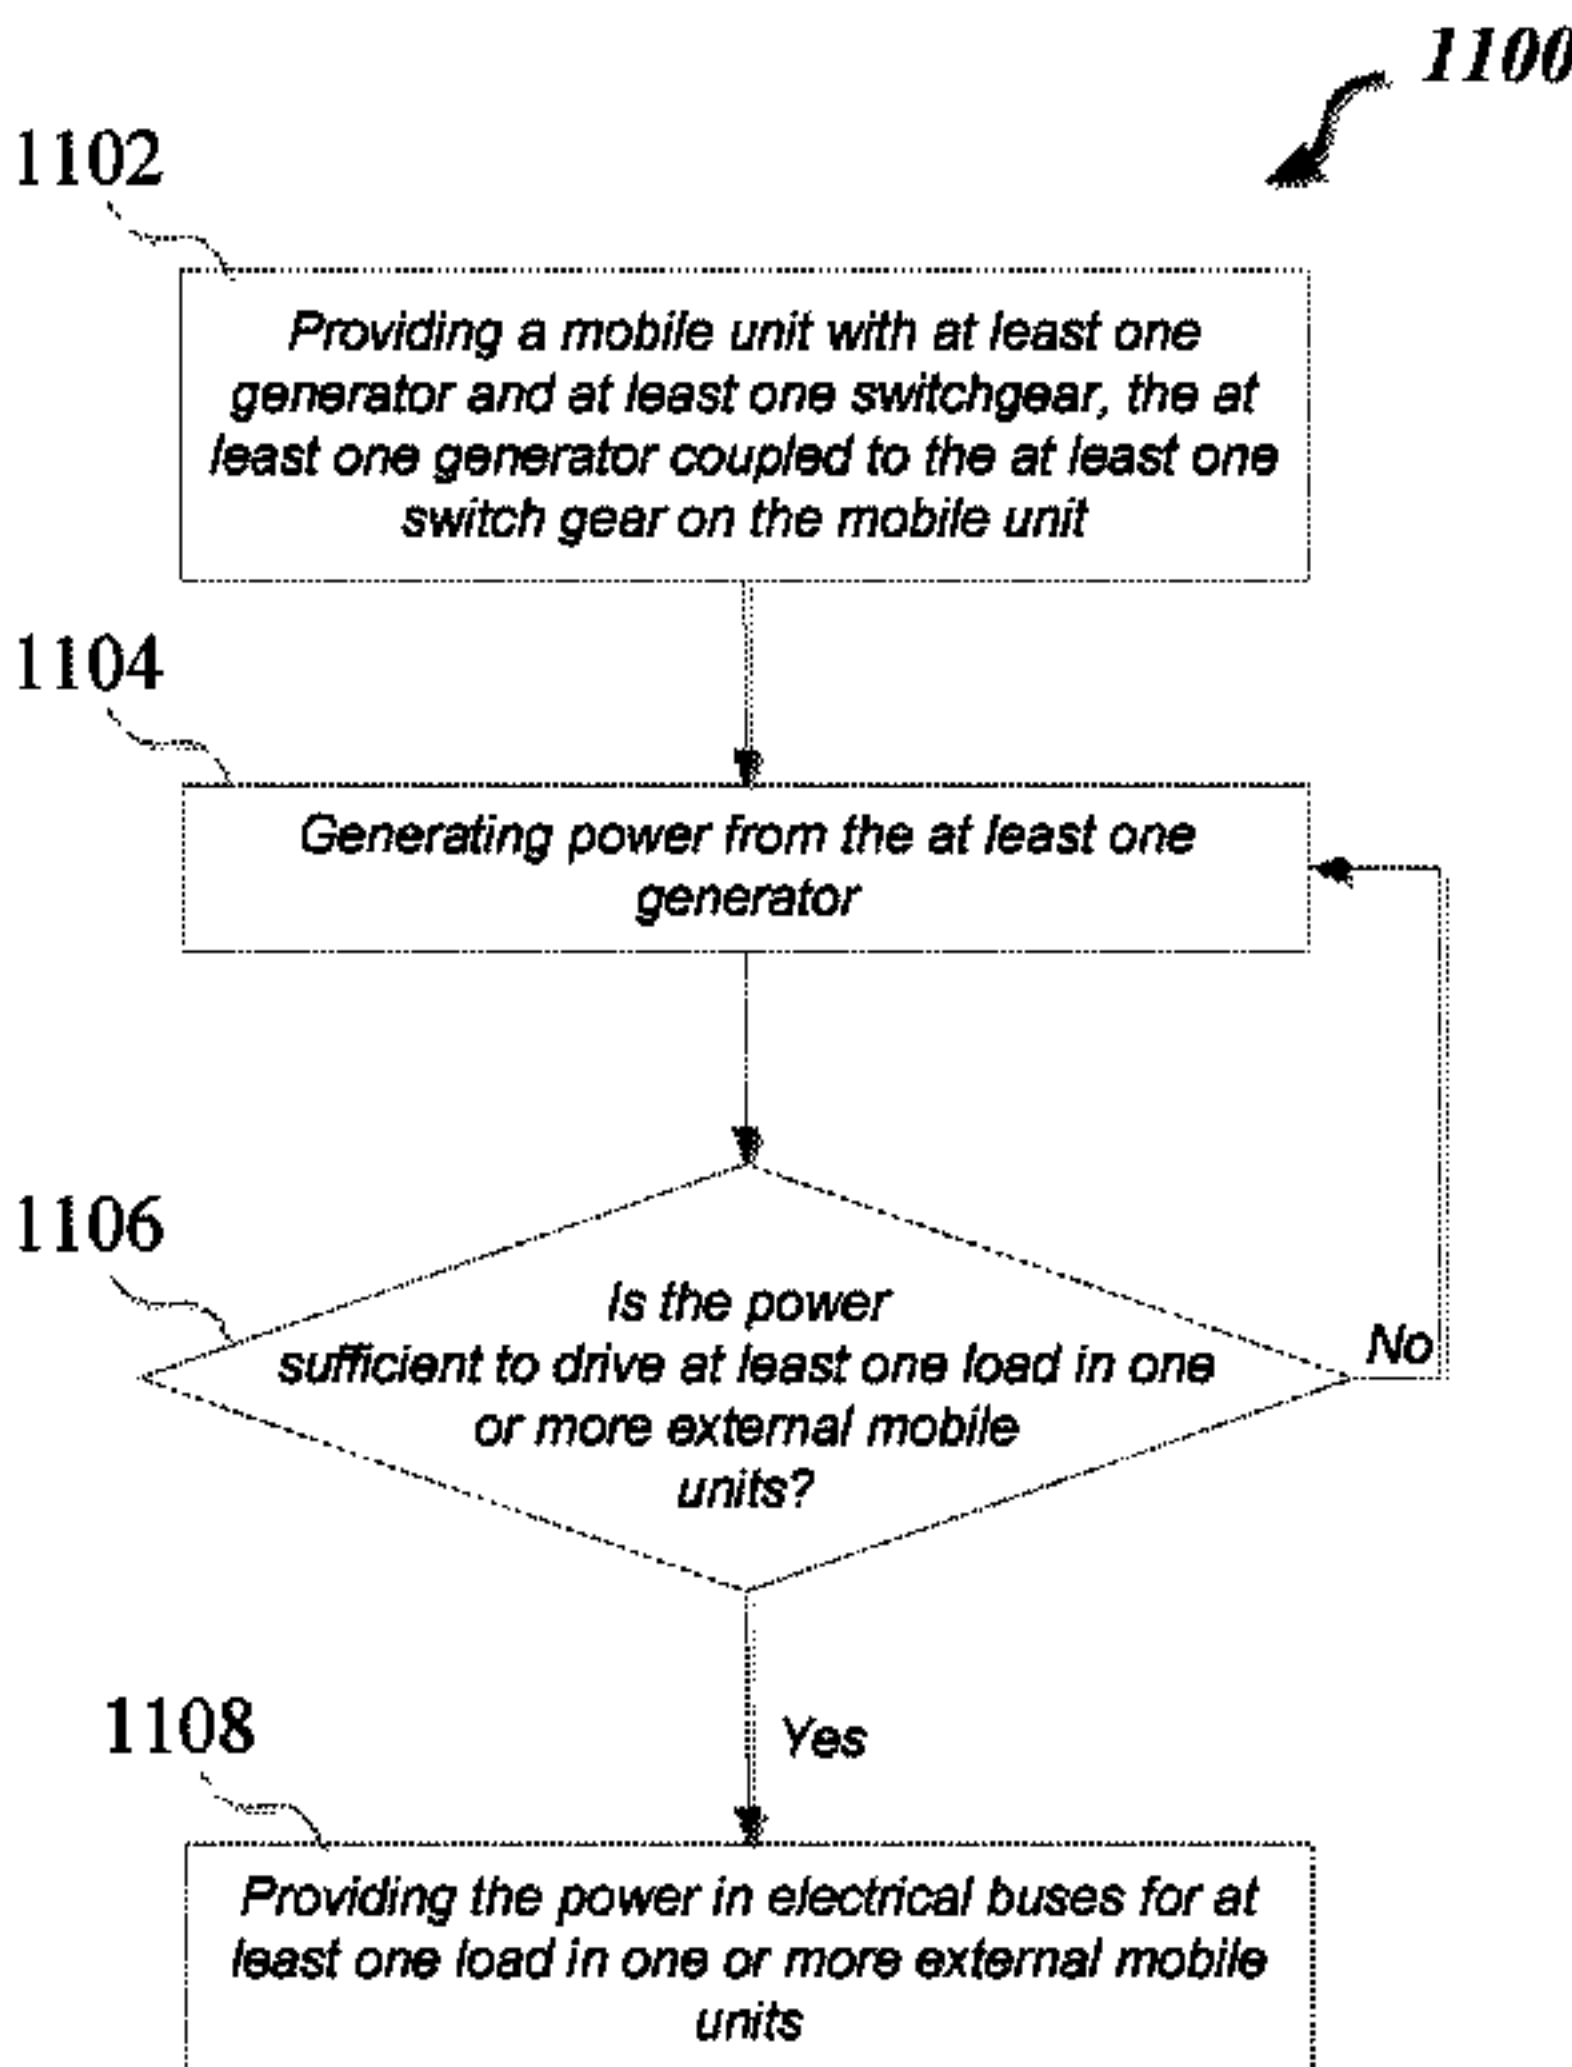 1100
1102
Providing a mobile unit with at least one
generator and at least one switchgear, the at
least one generator coupled to the at least one
switch gear on the mobile unit
1104
Generating power from the at least one
generator
1106
Is the power
sufficient to drive at least one load in one
or more external mobile
units?
No
Yes
1108
Providing the power in electrical buses for at
least one load in one or more external mobile
units